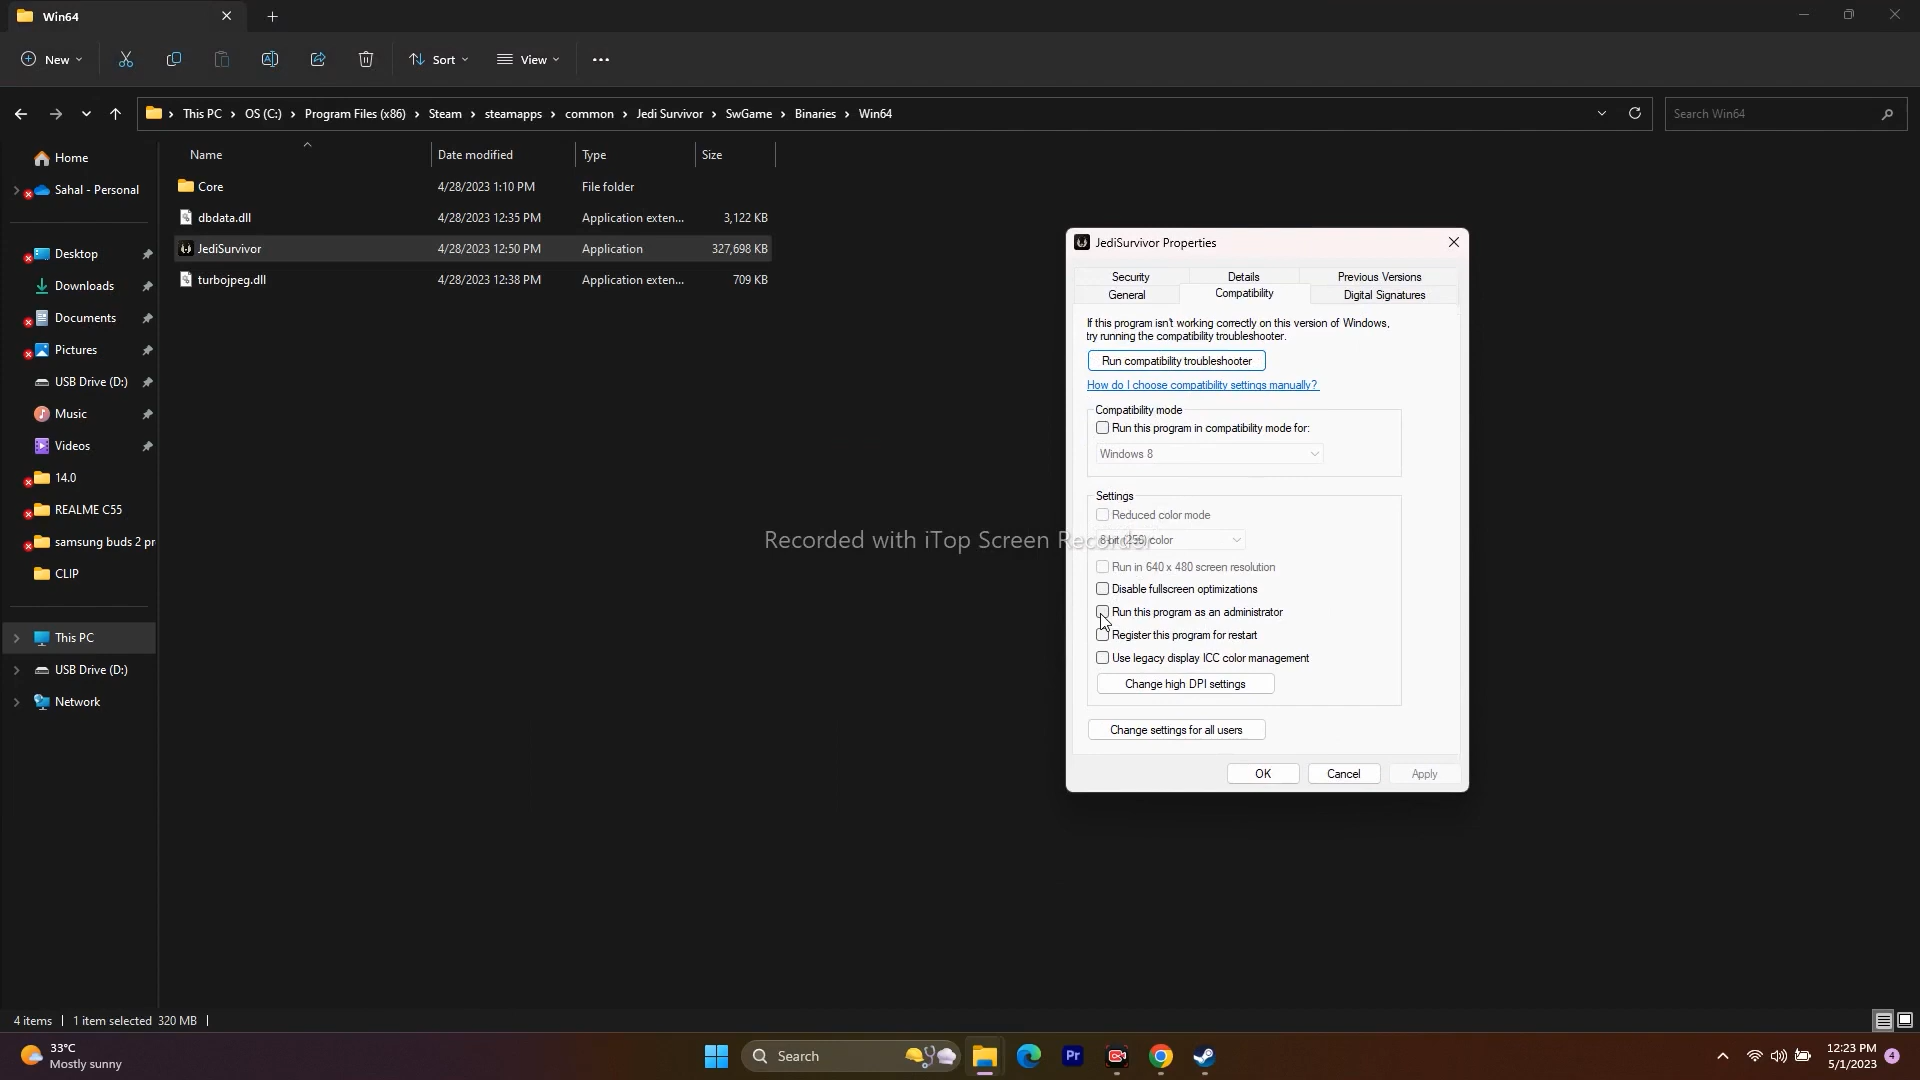 Win64
New
Sort
View
This PC
OS (C:)
Program Files (x86)
Steam
steamapps
common
Jedi Survivor
SwGame
Binaries
Win64
Search Win64
Home
Sahal - Personal
Desktop
Downloads
Documents
Pictures
USB Drive (D:)
Music
Videos
14.0
REALME C55
samsung buds 2 pr
CLIP
This PC
USB Drive (D:)
Network
Name Date modified Type Size
Core 4/28/2023 1:10 PM File folder
dbdata.dll 4/28/2023 12:35 PM Application exten... 3,122 KB
JediSurvivor 4/28/2023 12:50 PM Application 327,698 KB
turbojpeg.dll 4/28/2023 12:38 PM Application exten... 709 KB
Recorded with iTop Screen Recorder
JediSurvivor Properties
Security Details Previous Versions
General Compatibility Digital Signatures
If this program isn't working correctly on this version of Windows,
try running the compatibility troubleshooter.
Run compatibility troubleshooter
How do I choose compatibility settings manually?
Compatibility mode
Run this program in compatibility mode for:
Windows 8
Settings
Reduced color mode
8-bit (256) color
Run in 640 x 480 screen resolution
Disable fullscreen optimizations
Run this program as an administrator
Register this program for restart
Use legacy display ICC color management
Change high DPI settings
Change settings for all users
OK Cancel Apply
4 items 1 item selected 320 MB
33°C
Mostly sunny
Search
Pr
12:23 PM
5/1/2023
4